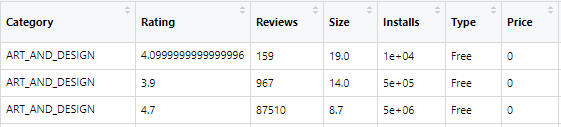 Category Rating Reviews Size Installs Type Price
ART_AND_DESIGN 4.0999999999999996 159 19.0 1e+04 Free 0
ART_AND_DESIGN 3.9 967 14.0 5e+05 Free 0
ART_AND_DESIGN 4.7 87510 8.7 5e+06 Free 0